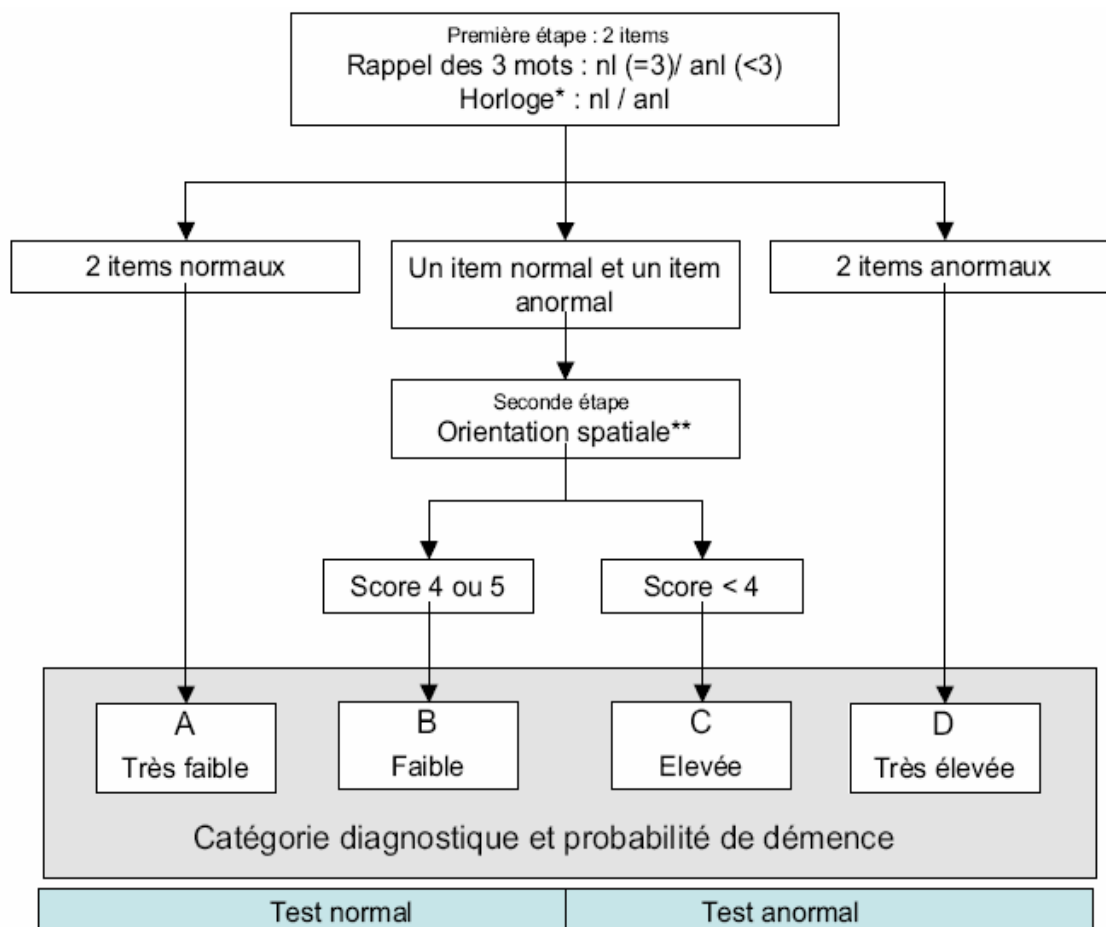 Première étape : 2 items
Rappel des 3 mots : nl (=3)/ anl (<3)
Horloge* : nl / anl
2 items normaux
Un item normal et un item
anormal
2 items anormaux
Seconde étape
Orientation spatiale**
Score 4 ou 5
Score < 4
A
Très faible
B
Faible
C
Elevée
D
Très élevée
Catégorie diagnostique et probabilité de démence
Test normal
Test anormal